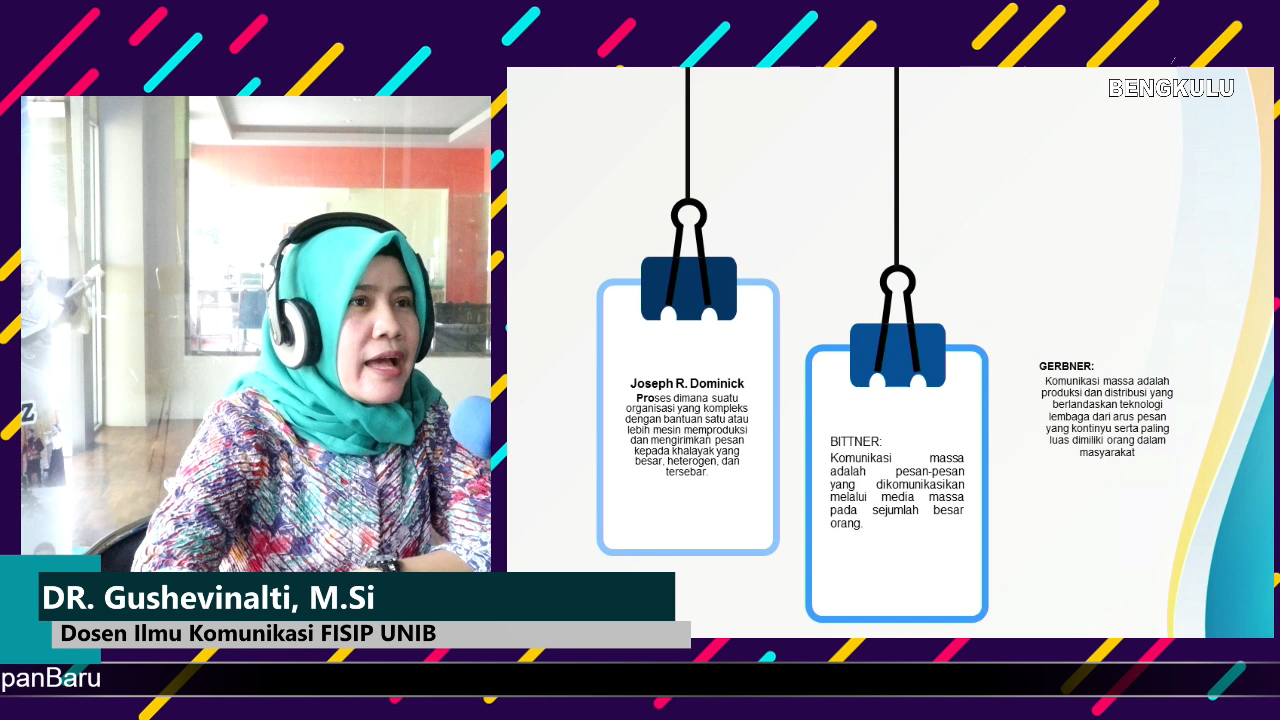 BENGKULU
Joseph R. Dominick
Proses dimana suatu
organisasi yang kompleks
dengan bantuan satu atau
lebih mesin memproduksi
dan mengirimkan pesan
kepada khalayak yang
besar, heterogen, dan
tersebar.
BITTNER:
Komunikasi massa
adalah pesan-pesan
yang dikomunikasikan
melalui media massa
pada sejumlah besar
orang.
GERBNER:
Komunikasi massa adalah
produksi dan distribusi yang
berlandaskan teknologi
lembaga dari arus pesan
yang kontinyu serta paling
luas dimiliki orang dalam
masyarakat
DR. Gushevinalti, M.Si
Dosen Ilmu Komunikasi FISIP UNIB
panBaru